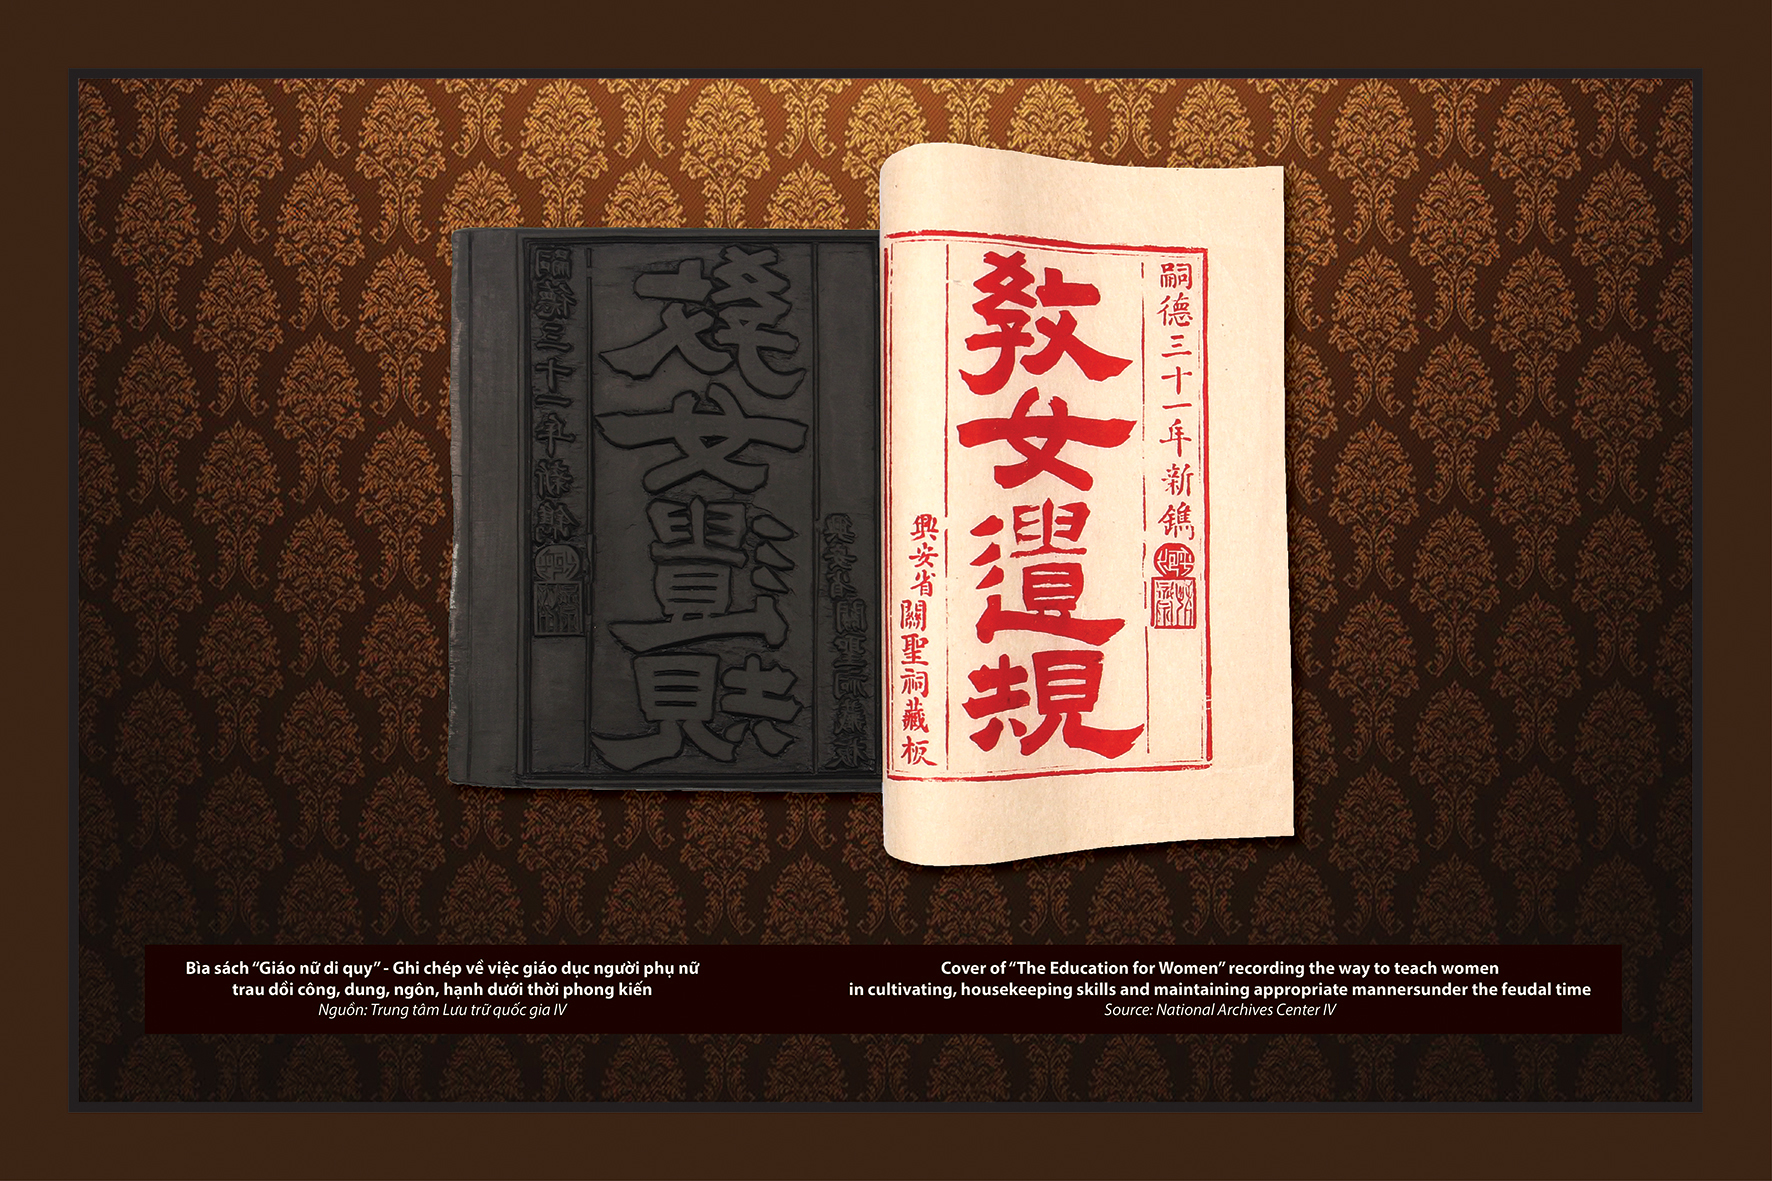 嗣德三十一年新鐫
敎女遺規
興安省關聖祠藏板
Bìa sách “Giáo nữ di quy” - Ghi chép về việc giáo dục người phụ nữ
trau dồi công, dung, ngôn, hạnh dưới thời phong kiến
Nguồn: Trung tâm Lưu trữ quốc gia IV
Cover of “The Education for Women” recording the way to teach women
in cultivating, housekeeping skills and maintaining appropriate mannersunder the feudal time
Source: National Archives Center IV